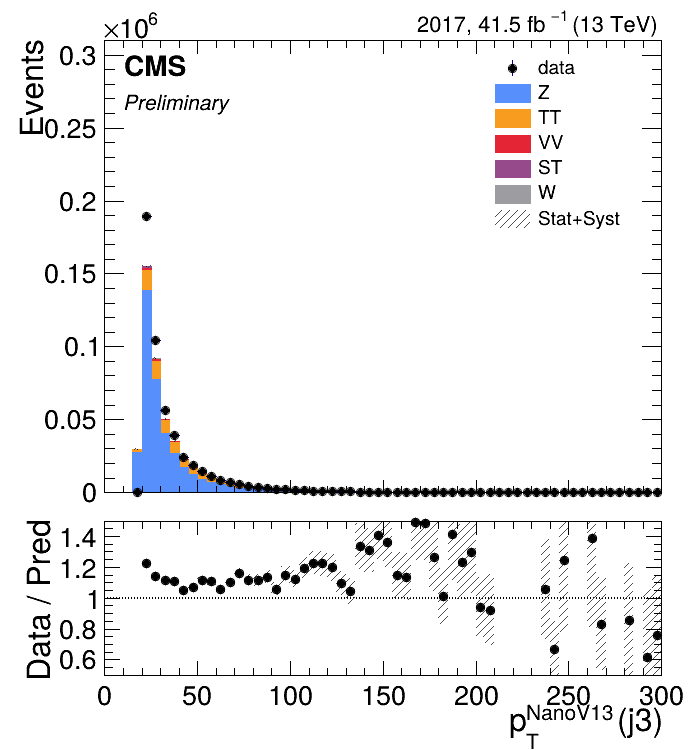 ×10⁶
2017, 41.5 fb⁻¹ (13 TeV)
CMS
Preliminary
Events
0.3
0.25
0.2
0.15
0.1
0.05
0
data
Z
TT
VV
ST
W
Stat+Syst
Data / Pred
1.4
1.2
1
0.8
0.6
0 50 100 150 200 250 300
p_T^NanoV13 (j3)